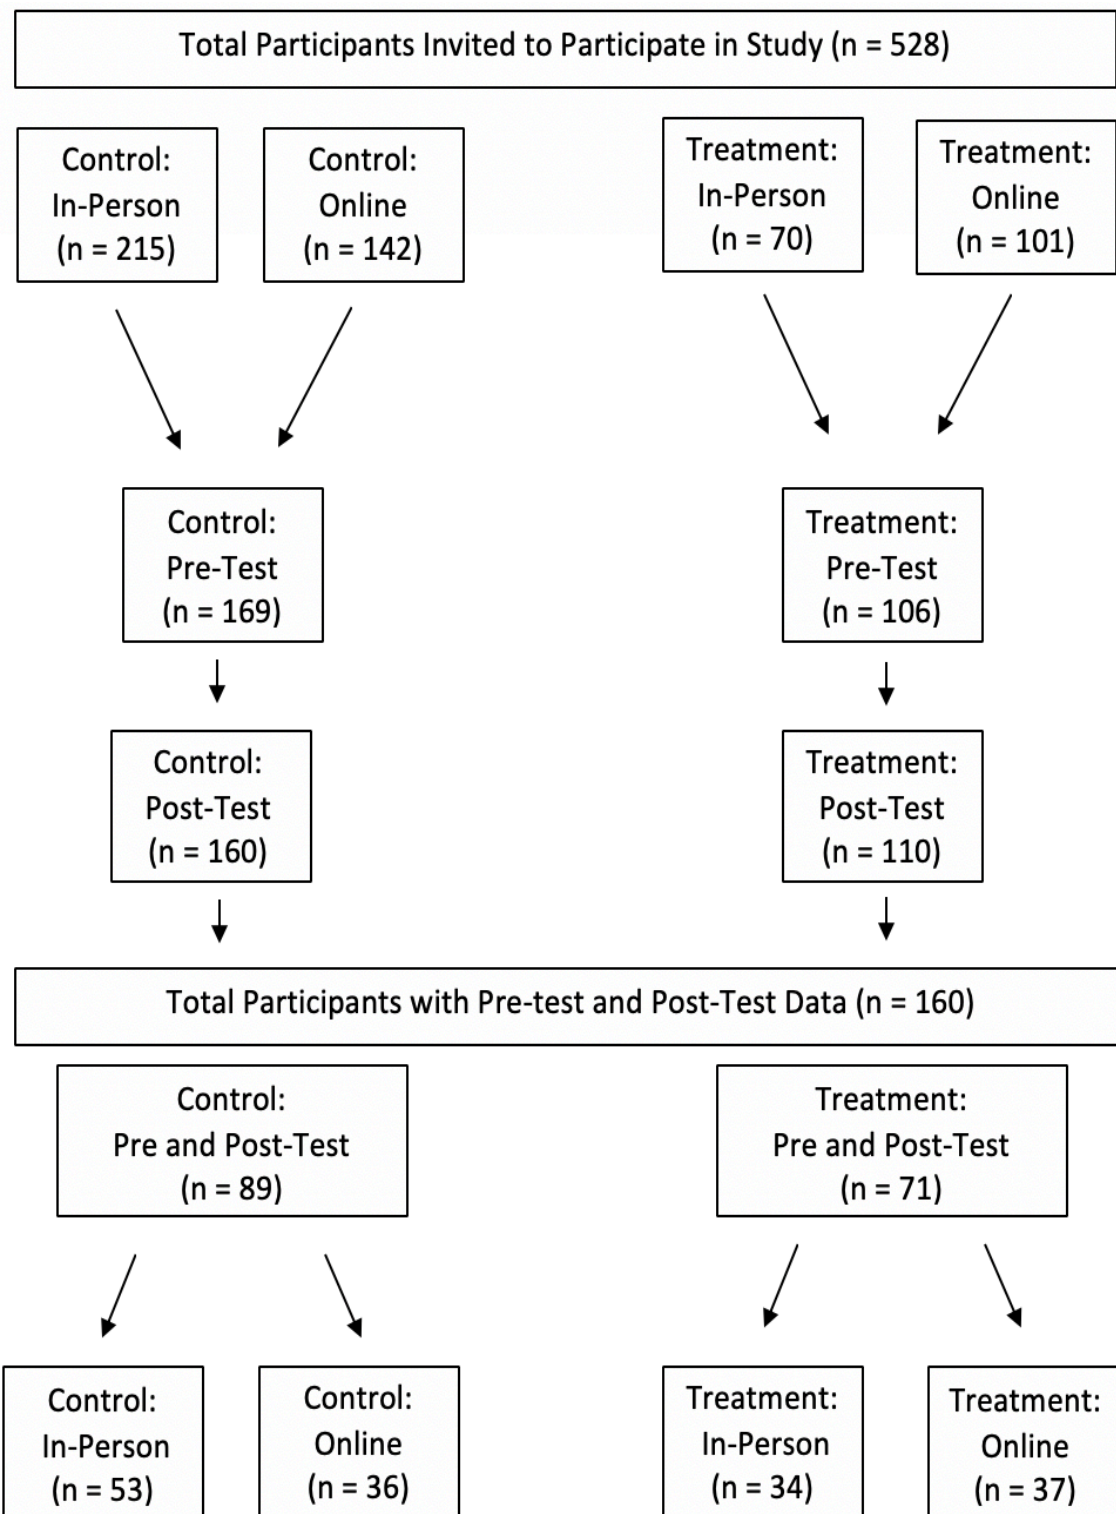 Total Participants Invited to Participate in Study (n = 528)
Control:
In-Person
(n = 215)
Control:
Online
(n = 142)
Treatment:
In-Person
(n = 70)
Treatment:
Online
(n = 101)
Control:
Pre-Test
(n = 169)
Treatment:
Pre-Test
(n = 106)
Control:
Post-Test
(n = 160)
Treatment:
Post-Test
(n = 110)
Total Participants with Pre-test and Post-Test Data (n = 160)
Control:
Pre and Post-Test
(n = 89)
Treatment:
Pre and Post-Test
(n = 71)
Control:
In-Person
(n = 53)
Control:
Online
(n = 36)
Treatment:
In-Person
(n = 34)
Treatment:
Online
(n = 37)